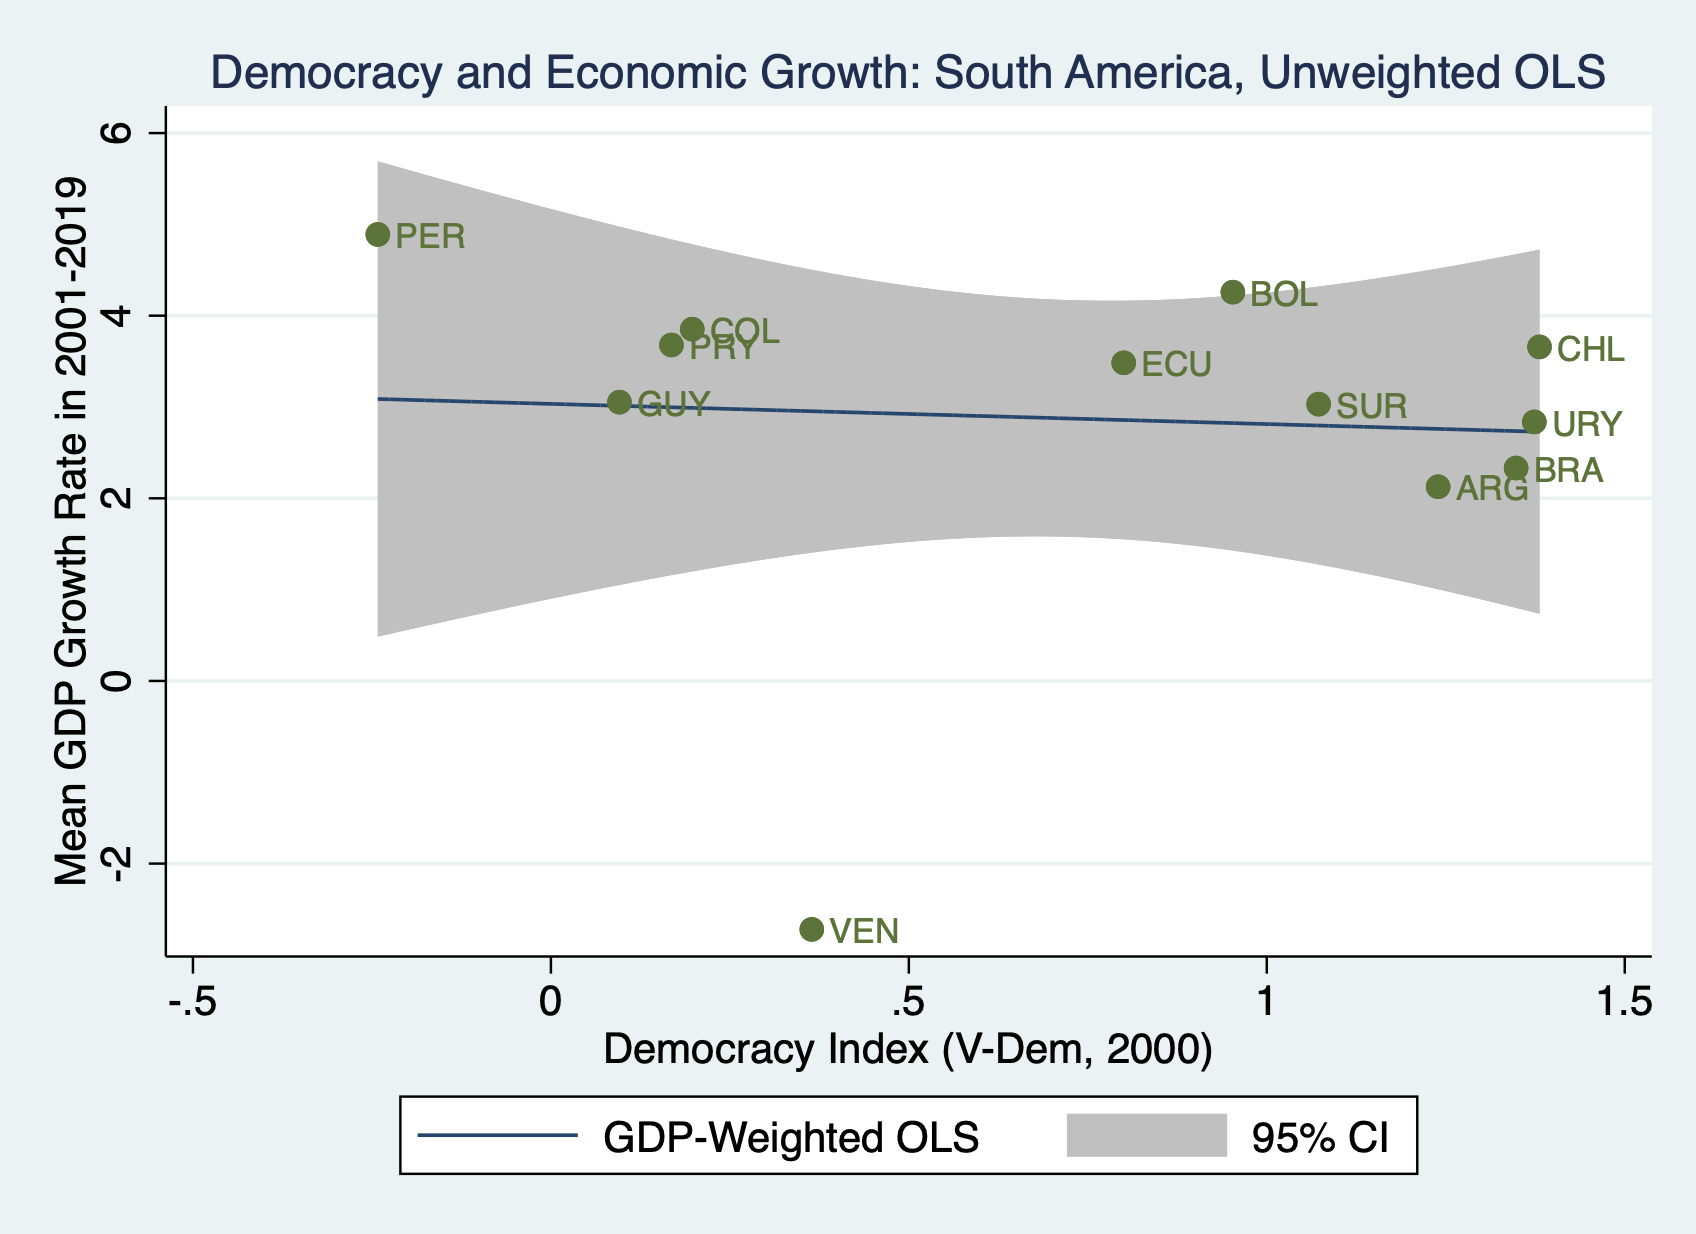 Democracy and Economic Growth: South America, Unweighted OLS
Mean GDP Growth Rate in 2001-2019
6
4
2
0
-2
PER
BOL
COL
PRY
CHL
ECU
GUY
SUR
URY
BRA
ARG
VEN
-.5 0 .5 1 1.5
Democracy Index (V-Dem, 2000)
GDP-Weighted OLS 95% CI